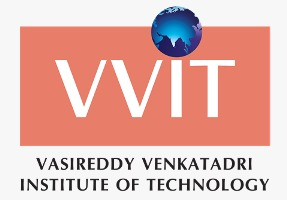 VVIT
VASIREDDY VENKATADRI
INSTITUTE OF TECHNOLOGY